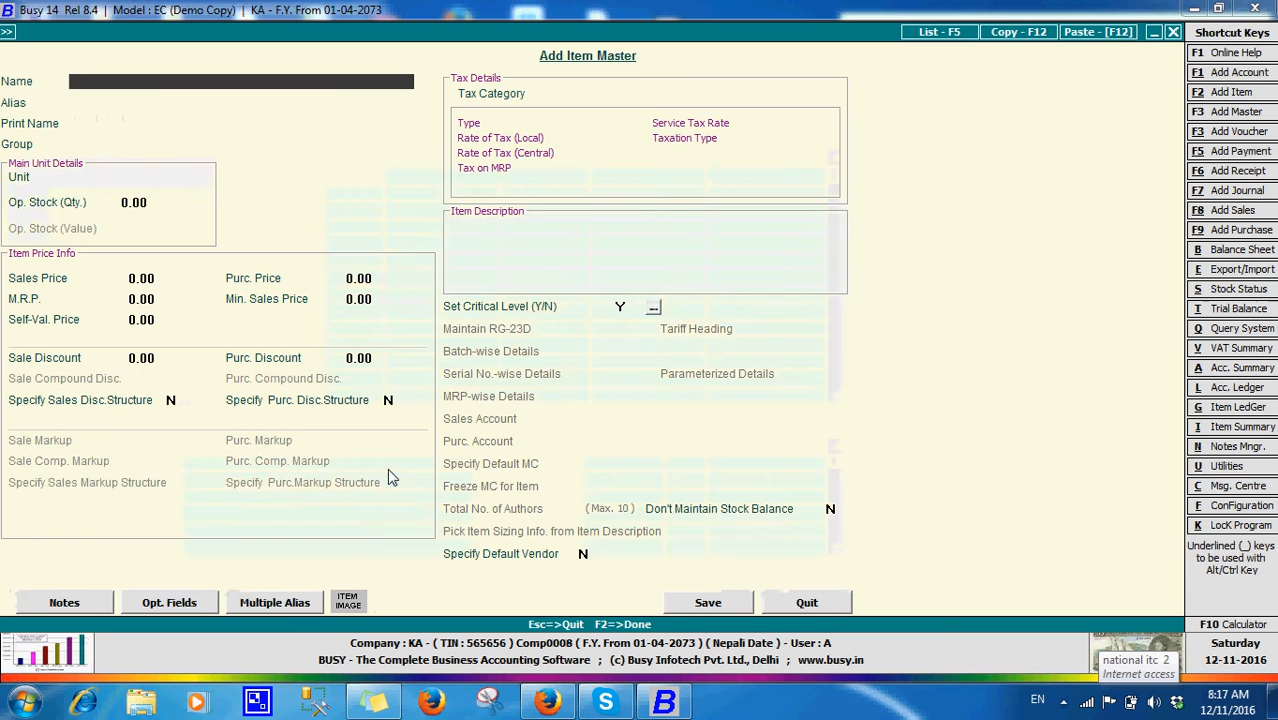 Busy 14 Rel 8.4 | Model : EC (Demo Copy) | KA - F.Y. From 01-04-2073
>>
List - F5
Copy - F12
Paste - [F12]
Add Item Master
Name
Alias
Print Name
Group
Main Unit Details
Unit
Op. Stock (Qty.) 0.00
Op. Stock (Value)
Item Price Info
Sales Price 0.00 Purc. Price 0.00
M.R.P. 0.00 Min. Sales Price 0.00
Self-Val. Price 0.00
Sale Discount 0.00 Purc. Discount 0.00
Sale Compound Disc. Purc. Compound Disc.
Specify Sales Disc.Structure N Specify Purc. Disc.Structure N
Sale Markup Purc. Markup
Sale Comp. Markup Purc. Comp. Markup
Specify Sales Markup Structure Specify Purc.Markup Structure
Tax Details
Tax Category
Type Service Tax Rate
Rate of Tax (Local) Taxation Type
Rate of Tax (Central)
Tax on MRP
Item Description
Set Critical Level (Y/N) Y ...
Maintain RG-23D Tariff Heading
Batch-wise Details
Serial No.-wise Details Parameterized Details
MRP-wise Details
Sales Account
Purc. Account
Specify Default MC
Freeze MC for Item
Total No. of Authors ( Max. 10 ) Don't Maintain Stock Balance N
Pick Item Sizing Info. from Item Description
Specify Default Vendor N
Notes
Opt. Fields
Multiple Alias
ITEM
IMAGE
Save
Quit
Esc=>Quit F2=>Done
Shortcut Keys
F1 Online Help
F1 Add Account
F2 Add Item
F3 Add Master
F3 Add Voucher
F5 Add Payment
F6 Add Receipt
F7 Add Journal
F8 Add Sales
F9 Add Purchase
B Balance Sheet
E Export/Import
S Stock Status
T Trial Balance
Q Query System
V VAT Summary
A Acc. Summary
L Acc. Ledger
G Item LedGer
I Item Summary
N Notes Mngr.
U Utilities
C Msg. Centre
F ConFiguration
K LocK Program
Underlined (_) keys
to be used with
Alt/Ctrl Key
F10 Calculator
Company : KA - ( TIN : 565656 ) Comp0008 ( F.Y. From 01-04-2073 ) ( Nepali Date ) - User : A
BUSY - The Complete Business Accounting Software ; (c) Busy Infotech Pvt. Ltd., Delhi ; www.busy.in
Saturday
12-11-2016
national itc 2
Internet access
EN
8:17 AM
12/11/2016